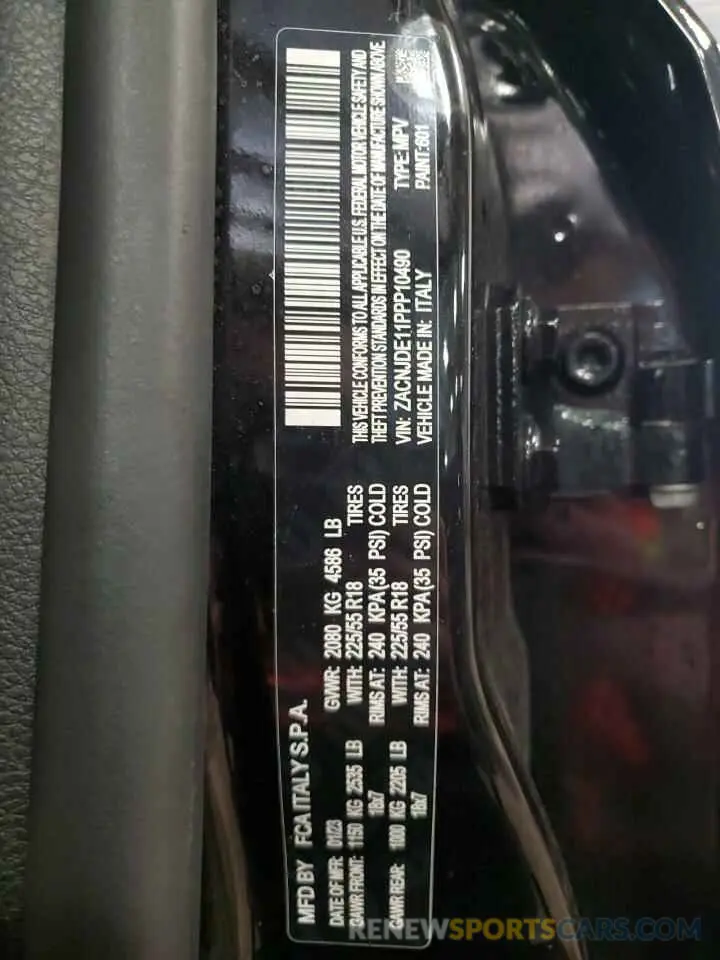 MFD BY FCA ITALY S.P.A.
DATE OF MFR: 01/23 GVWR: 2080 KG 4586 LB
GAWR FRONT: 1150 KG 2535 LB WITH: 225/55 R18 TIRES
18x7 RIMS AT: 240 KPA(35 PSI) COLD
GAWR REAR: 1000 KG 2205 LB WITH: 225/55 R18 TIRES
18x7 RIMS AT: 240 KPA(35 PSI) COLD
THIS VEHICLE CONFORMS TO ALL APPLICABLE U.S. FEDERAL MOTOR VEHICLE SAFETY AND
THEFT PREVENTION STANDARDS IN EFFECT ON THE DATE OF MANUFACTURE SHOWN ABOVE
VIN: ZACNJDE11PPP10490 TYPE: MPV
VEHICLE MADE IN: ITALY PAINT: 601
RENEWSPORTSCARS.COM